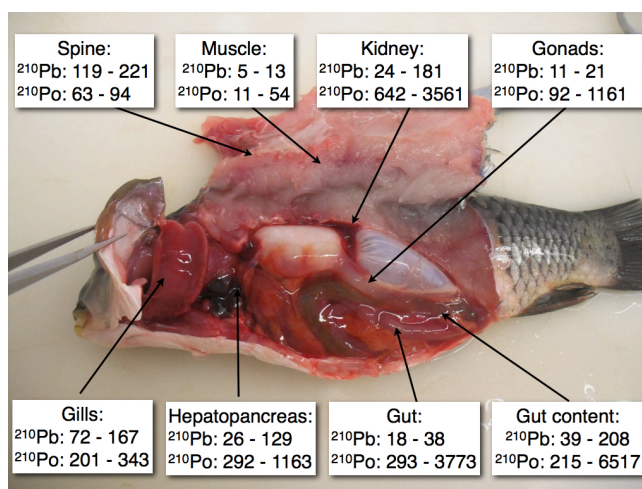 Spine:
²¹⁰Pb: 119 - 221
²¹⁰Po: 63 - 94
Muscle:
²¹⁰Pb: 5 - 13
²¹⁰Po: 11 - 54
Kidney:
²¹⁰Pb: 24 - 181
²¹⁰Po: 642 - 3561
Gonads:
²¹⁰Pb: 11 - 21
²¹⁰Po: 92 - 1161
Gills:
²¹⁰Pb: 72 - 167
²¹⁰Po: 201 - 343
Hepatopancreas:
²¹⁰Pb: 26 - 129
²¹⁰Po: 292 - 1163
Gut:
²¹⁰Pb: 18 - 38
²¹⁰Po: 293 - 3773
Gut content:
²¹⁰Pb: 39 - 208
²¹⁰Po: 215 - 6517